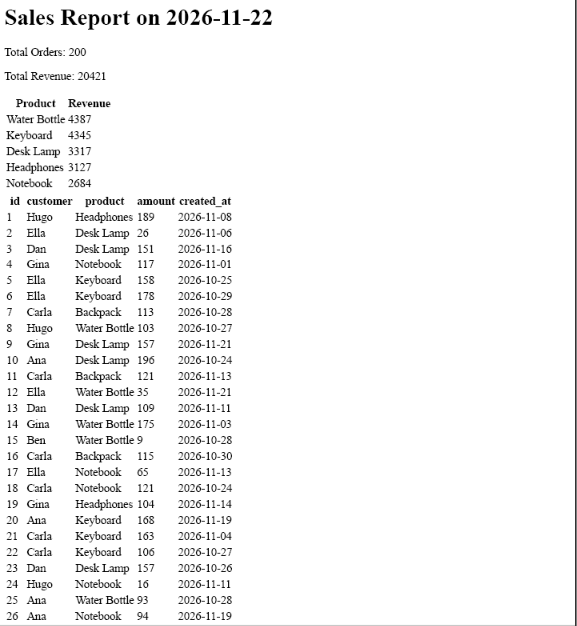 Sales Report on 2026-11-22
Total Orders: 200
Total Revenue: 20421
Product Revenue
Water Bottle 4387
Keyboard 4345
Desk Lamp 3317
Headphones 3127
Notebook 2684
id customer product amount created_at
1 Hugo Headphones 189 2026-11-08
2 Ella Desk Lamp 26 2026-11-06
3 Dan Desk Lamp 151 2026-11-16
4 Gina Notebook 117 2026-11-01
5 Ella Keyboard 158 2026-10-25
6 Ella Keyboard 178 2026-10-29
7 Carla Backpack 113 2026-10-28
8 Hugo Water Bottle 103 2026-10-27
9 Gina Desk Lamp 157 2026-11-21
10 Ana Desk Lamp 196 2026-10-24
11 Carla Backpack 121 2026-11-13
12 Ella Water Bottle 35 2026-11-21
13 Dan Desk Lamp 109 2026-11-11
14 Gina Water Bottle 175 2026-11-03
15 Ben Water Bottle 9 2026-10-28
16 Carla Backpack 115 2026-10-30
17 Ella Notebook 65 2026-11-13
18 Carla Notebook 121 2026-10-24
19 Gina Headphones 104 2026-11-14
20 Ana Keyboard 168 2026-11-19
21 Carla Keyboard 163 2026-11-04
22 Carla Keyboard 106 2026-10-27
23 Dan Desk Lamp 157 2026-10-26
24 Hugo Notebook 16 2026-11-11
25 Ana Water Bottle 93 2026-10-28
26 Ana Notebook 94 2026-11-19